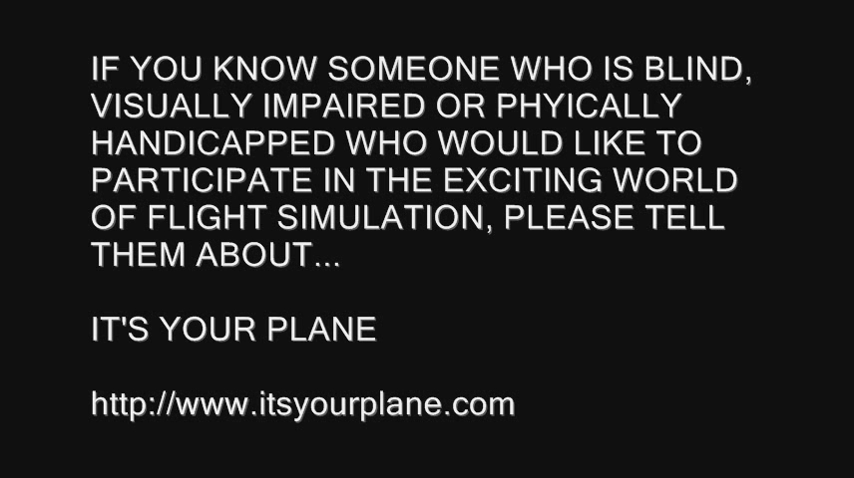 IF YOU KNOW SOMEONE WHO IS BLIND,
VISUALLY IMPAIRED OR PHYICALLY
HANDICAPPED WHO WOULD LIKE TO
PARTICIPATE IN THE EXCITING WORLD
OF FLIGHT SIMULATION, PLEASE TELL
THEM ABOUT...
IT'S YOUR PLANE
http://www.itsyourplane.com